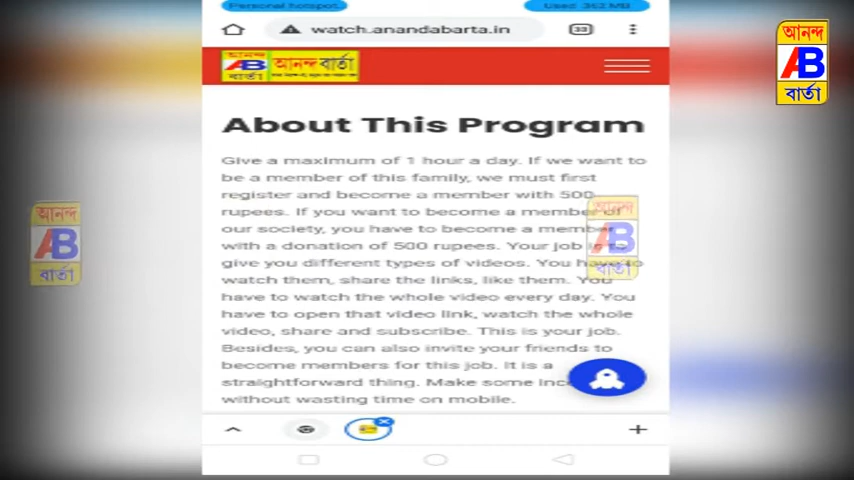 Personal hotspot
Used 362 MB
watch.anandabarta.in
33
আনন্দ
AB
বার্তা
আনন্দ
AB
বার্তা
আনন্দ বার্তা
About This Program
Give a maximum of 1 hour a day. If we want to
be a member of this family, we must first
register and become a member with 500
rupees. If you want to become a member of
our society, you have to become a member
with a donation of 500 rupees. Your job
give you different types of videos. You have to
watch them, share the links, like them. You
have to watch the whole video every day. You
have to open that video link, watch the whole
video, share and subscribe. This is your job.
Besides, you can also invite your friends to
become members for this job. It is a
straightforward thing. Make some
without wasting time on mobile.
আনন্দ
AB
বার্তা
আনন্দ
AB
বার্তা